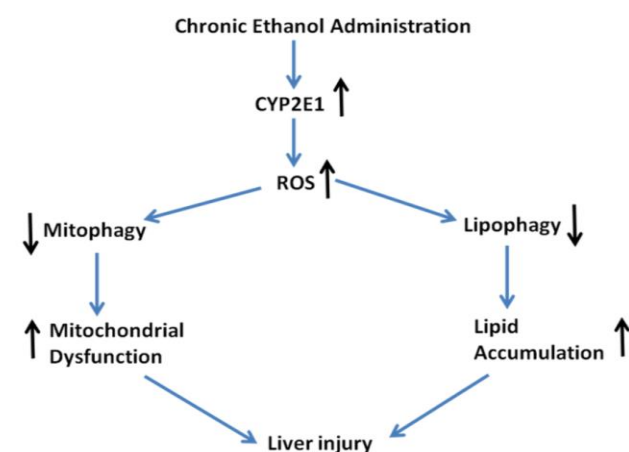 Chronic Ethanol Administration
CYP2E1
ROS
Mitophagy
Lipophagy
Mitochondrial
Dysfunction
Lipid
Accumulation
Liver injury